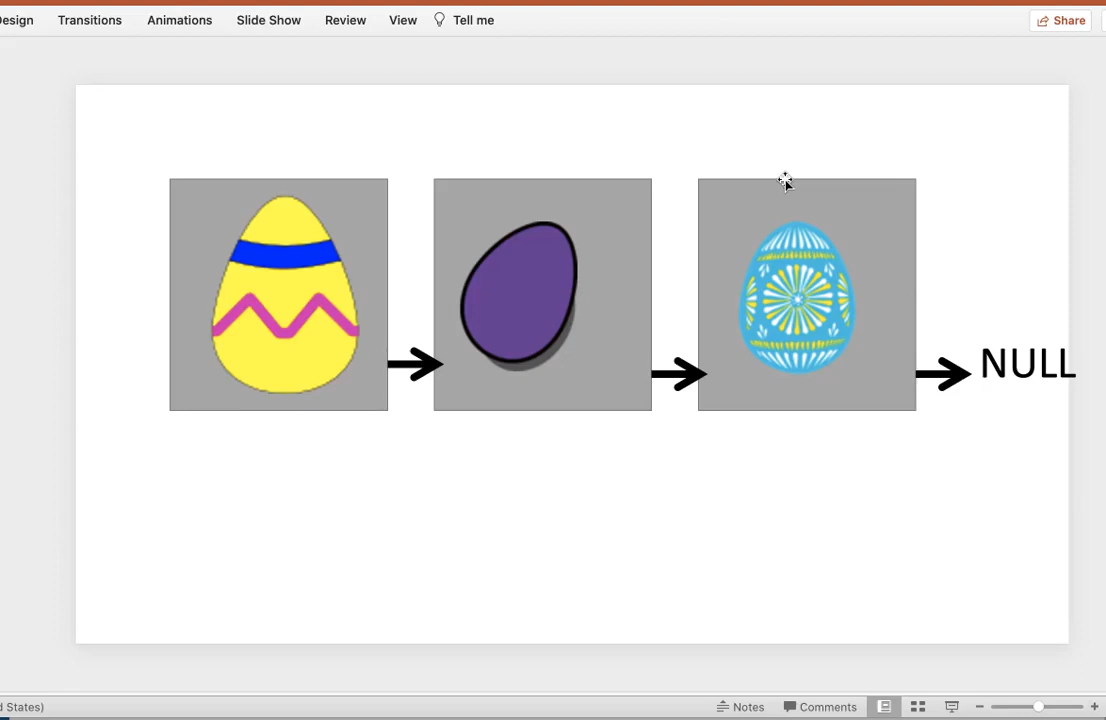 esign Transitions Animations Slide Show Review View Tell me Share
NULL
d States) Notes Comments